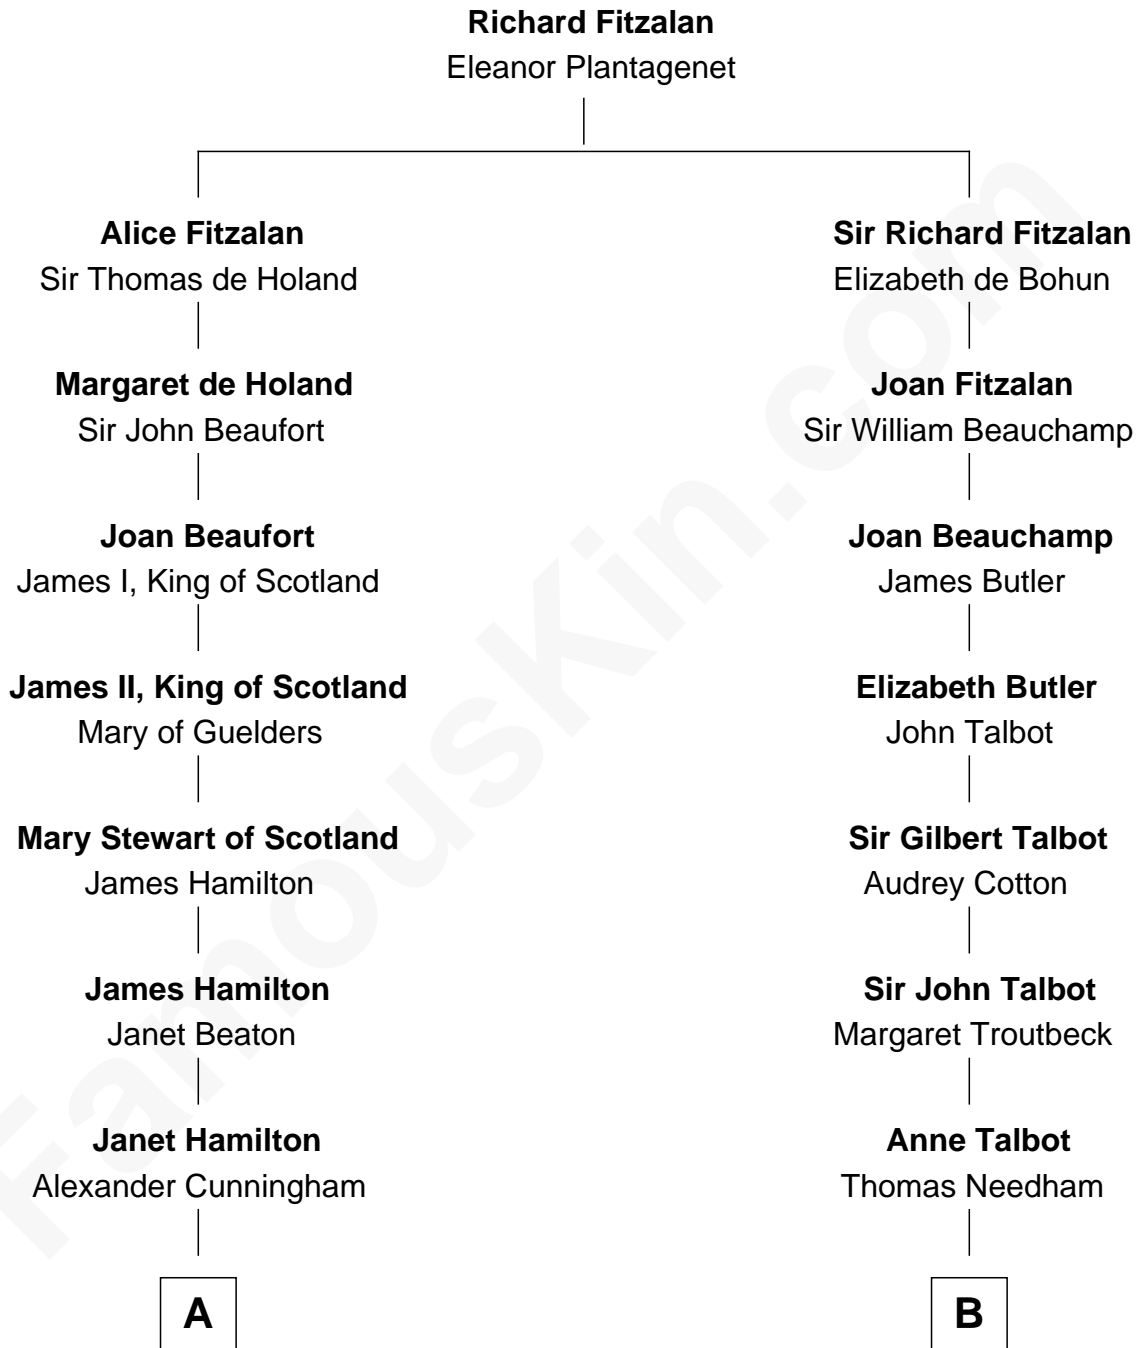 Richard Fitzalan
Eleanor Plantagenet
Alice Fitzalan
Sir Thomas de Holand
Sir Richard Fitzalan
Elizabeth de Bohun
Margaret de Holand
Sir John Beaufort
Joan Fitzalan
Sir William Beauchamp
Joan Beaufort
James I, King of Scotland
Joan Beauchamp
James Butler
James II, King of Scotland
Mary of Guelders
Elizabeth Butler
John Talbot
Mary Stewart of Scotland
James Hamilton
Sir Gilbert Talbot
Audrey Cotton
James Hamilton
Janet Beaton
Sir John Talbot
Margaret Troutbeck
Janet Hamilton
Alexander Cunningham
Anne Talbot
Thomas Needham
A
B
FamousKin.com